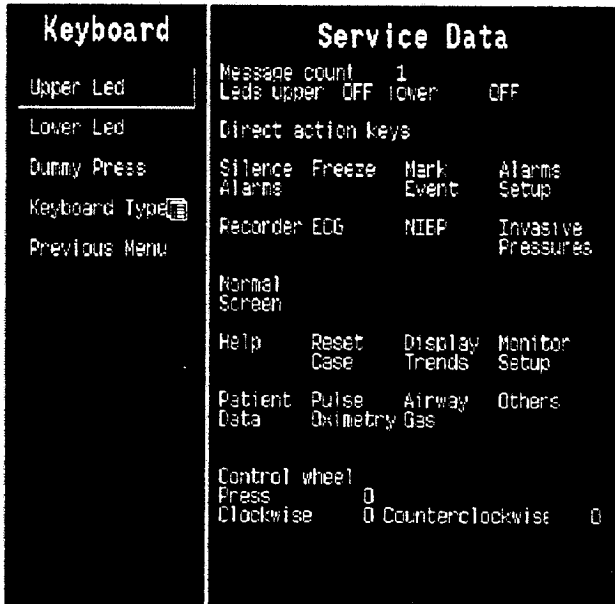 Keyboard
Upper Led
Lower Led
Dummy Press
Keyboard Type
Previous Menu
Service Data
Message count 1
Leds upper OFF lower OFF
Direct action keys
Silence Freeze Mark Alarms
Alarms Event Setup
Recorder ECG NIBP Invasive
Pressures
Normal
Screen
Help Reset Display Monitor
Case Trends Setup
Patient Pulse Airway Others
Data Oximetry Gas
Control wheel
Press 0
Clockwise 0 Counterclockwise 0